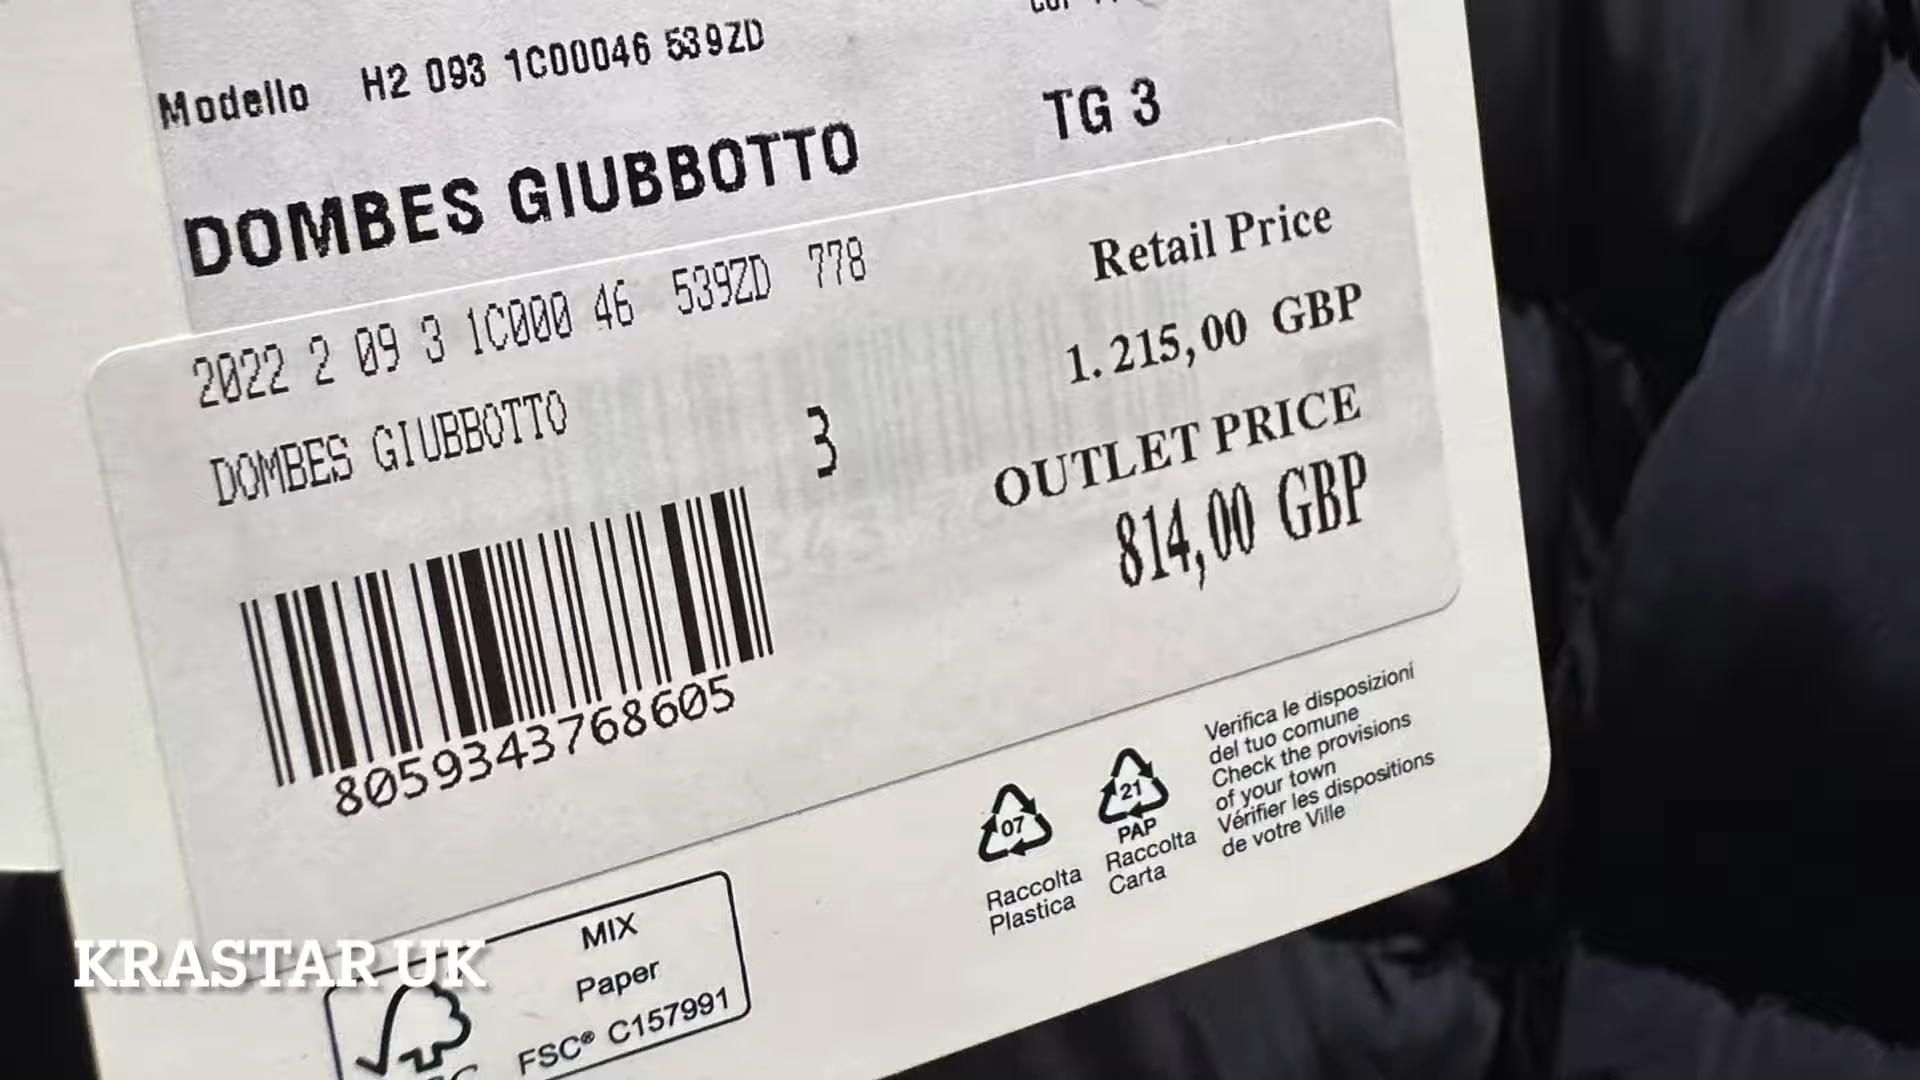 Modello H2 093 1C00046 539ZD
TG 3
DOMBES GIUBBOTTO
2022 2 09 3 1C000 46 539ZD 778
DOMBES GIUBBOTTO
3
Retail Price
1.215,00 GBP
OUTLET PRICE
814,00 GBP
8059343768605
07
Raccolta
Plastica
21
PAP
Raccolta
Carta
Verifica le disposizioni
del tuo comune
Check the provisions
of your town
Vérifier les dispositions
de votre Ville
MIX
Paper
FSC® C157991
KRASTAR UK